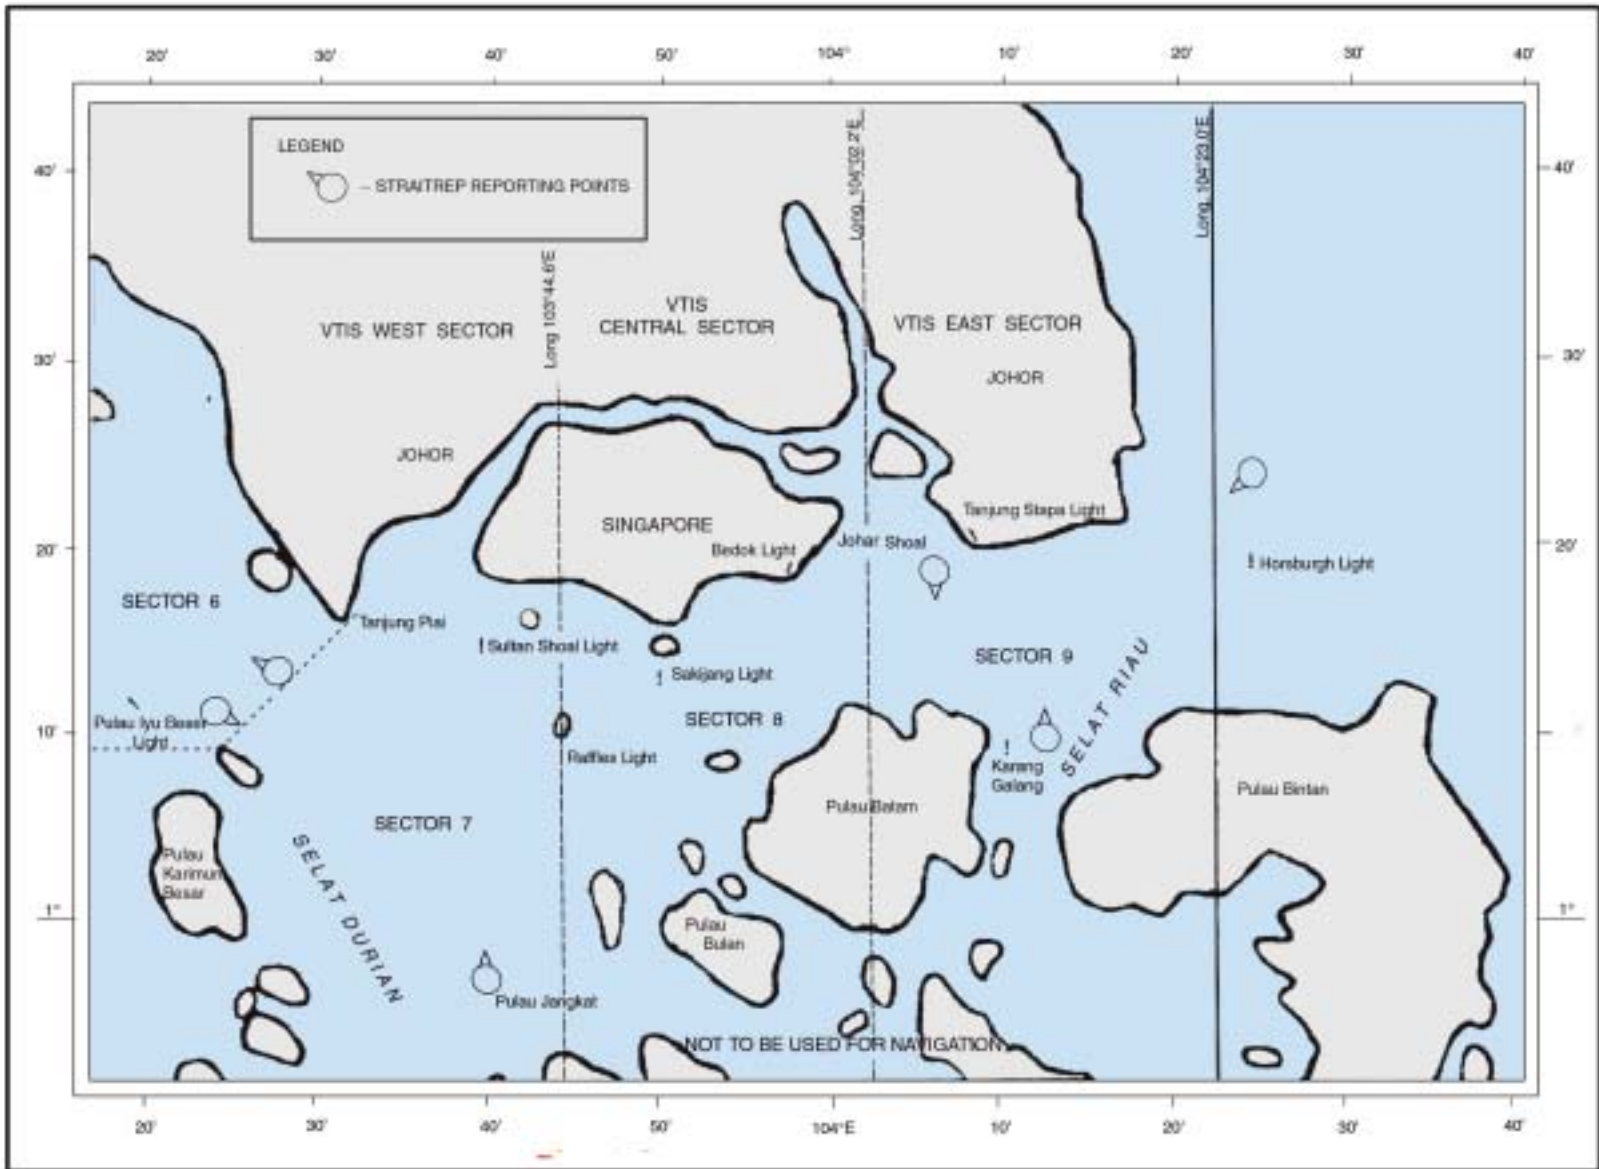 20'
30'
40'
50'
104°
10'
20'
30'
40'
LEGEND
– STRAITREP REPORTING POINTS
Long 103°44.6'E
Long. 104°02.2'E
Long. 104°23.0'E
40'
40'
VTIS WEST SECTOR
VTIS
CENTRAL SECTOR
VTIS EAST SECTOR
JOHOR
30'
30'
JOHOR
SINGAPORE
Bedok Light
Johar Shoal
Tanjung Stapa Light
20'
20'
Horsburgh Light
SECTOR 6
Tanjung Piai
Sultan Shoal Light
Sakijang Light
SECTOR 9
SELAT RIAU
Pulau Iyu Besar
Light
SECTOR 8
10'
Raffles Light
Karang
Galang
Pulau Batam
Pulau Bintan
SECTOR 7
SELAT DURIAN
Pulau
Karimun
Besar
1°
1°
Pulau
Bulan
Pulau Jangkat
NOT TO BE USED FOR NAVIGATION
20'
30'
40'
50'
104°E
10'
20'
30'
40'